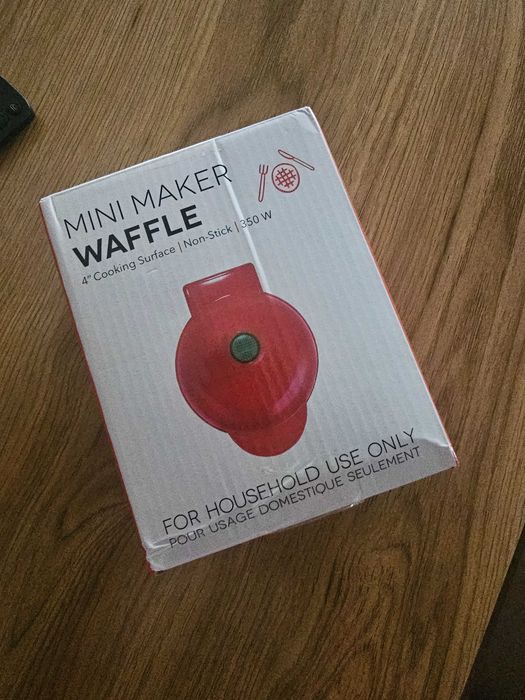 MINI MAKER
WAFFLE
4" Cooking Surface | Non-Stick | 350 W
FOR HOUSEHOLD USE ONLY
POUR USAGE DOMESTIQUE SEULEMENT